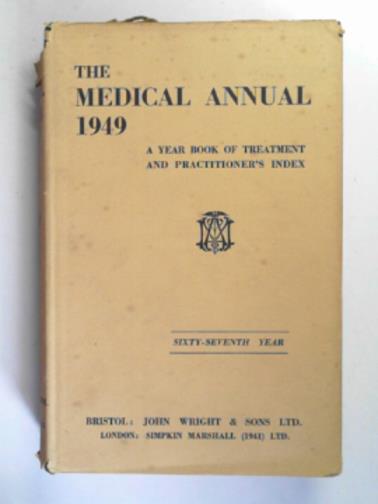 THE
MEDICAL ANNUAL
1949
A YEAR BOOK OF TREATMENT
AND PRACTITIONER'S INDEX
SIXTY-SEVENTH YEAR
BRISTOL: JOHN WRIGHT & SONS LTD.
LONDON: SIMPKIN MARSHALL (1941) LTD.